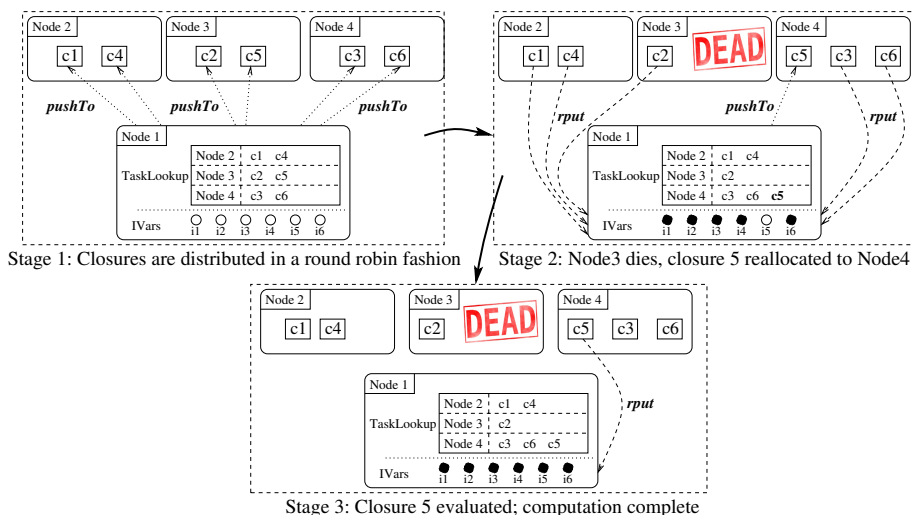 Node 2
Node 3
Node 4
c1 c4
c2 c5
c3 c6
pushTo
pushTo
pushTo
Node 1
TaskLookup
Node 2 c1 c4
Node 3 c2 c5
Node 4 c3 c6
IVars
i1 i2 i3 i4 i5 i6
Stage 1: Closures are distributed in a round robin fashion
Node 2
Node 3
Node 4
c1 c4
c2
DEAD
c5 c3 c6
rput
pushTo
rput
Node 1
TaskLookup
Node 2 c1 c4
Node 3 c2
Node 4 c3 c6 c5
IVars
i1 i2 i3 i4 i5 i6
Stage 2: Node3 dies, closure 5 reallocated to Node4
Node 2
Node 3
Node 4
c1 c4
c2
DEAD
c5 c3 c6
rput
Node 1
TaskLookup
Node 2 c1 c4
Node 3 c2
Node 4 c3 c6 c5
IVars
i1 i2 i3 i4 i5 i6
Stage 3: Closure 5 evaluated; computation complete